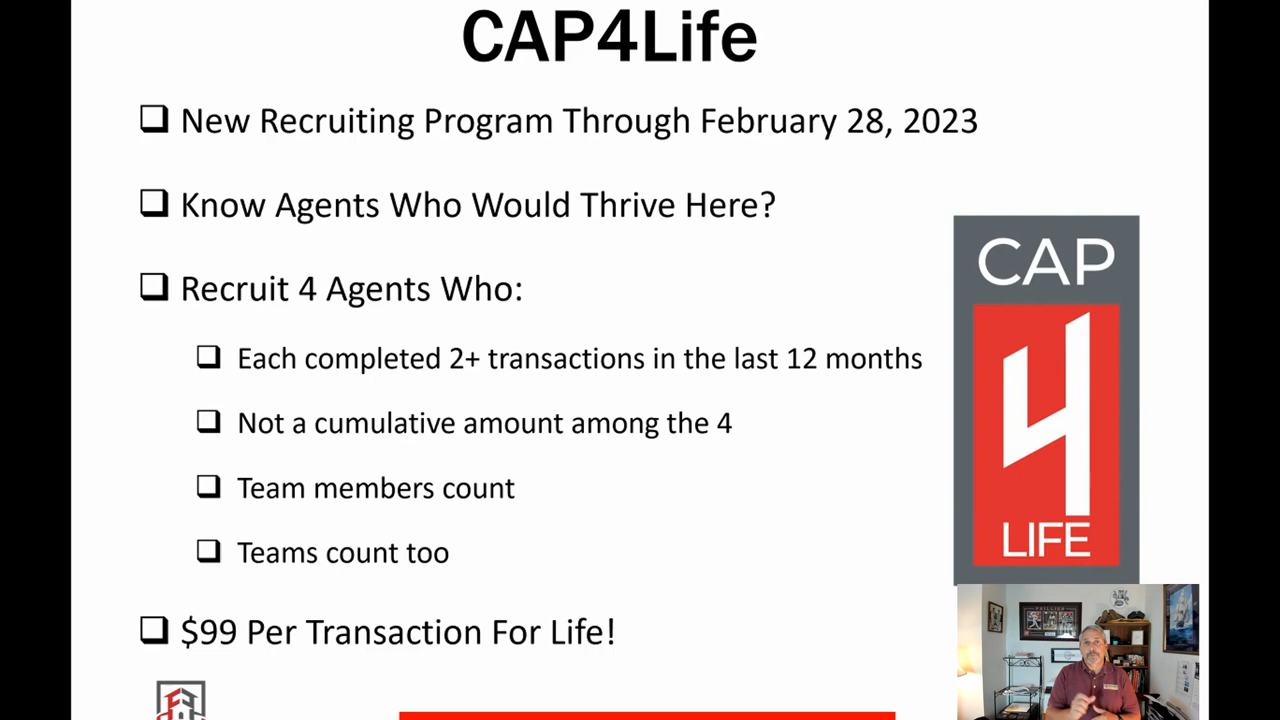 CAP4Life
❑ New Recruiting Program Through February 28, 2023
❑ Know Agents Who Would Thrive Here?
❑ Recruit 4 Agents Who:
❑ Each completed 2+ transactions in the last 12 months
❑ Not a cumulative amount among the 4
❑ Team members count
❑ Teams count too
❑ $99 Per Transaction For Life!
CAP
4
LIFE
PHILLIES